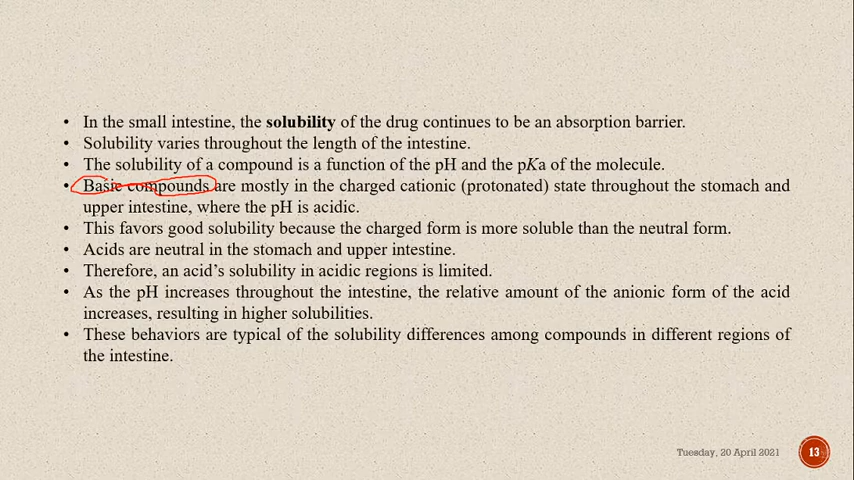 • In the small intestine, the solubility of the drug continues to be an absorption barrier.
• Solubility varies throughout the length of the intestine.
• The solubility of a compound is a function of the pH and the pKa of the molecule.
• Basic compounds are mostly in the charged cationic (protonated) state throughout the stomach and
upper intestine, where the pH is acidic.
• This favors good solubility because the charged form is more soluble than the neutral form.
• Acids are neutral in the stomach and upper intestine.
• Therefore, an acid’s solubility in acidic regions is limited.
• As the pH increases throughout the intestine, the relative amount of the anionic form of the acid
increases, resulting in higher solubilities.
• These behaviors are typical of the solubility differences among compounds in different regions of
the intestine.
Tuesday, 20 April 2021 13